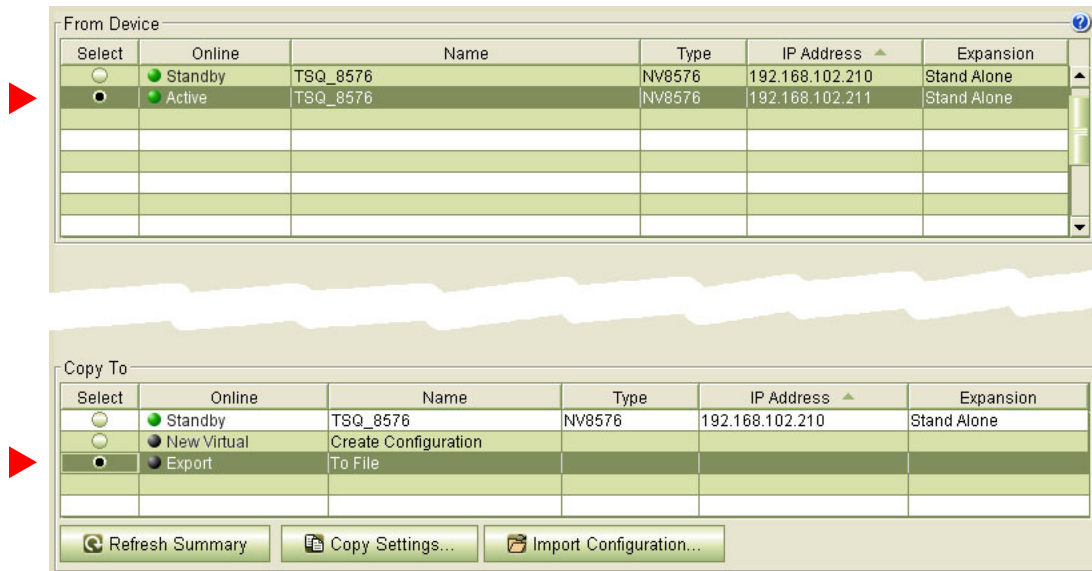 From Device
Select Online Name Type IP Address Expansion
Standby TSQ_8576 NV8576 192.168.102.210 Stand Alone
Active TSQ_8576 NV8576 192.168.102.211 Stand Alone
Copy To
Select Online Name Type IP Address Expansion
Standby TSQ_8576 NV8576 192.168.102.210 Stand Alone
New Virtual Create Configuration
Export To File
Refresh Summary Copy Settings... Import Configuration...